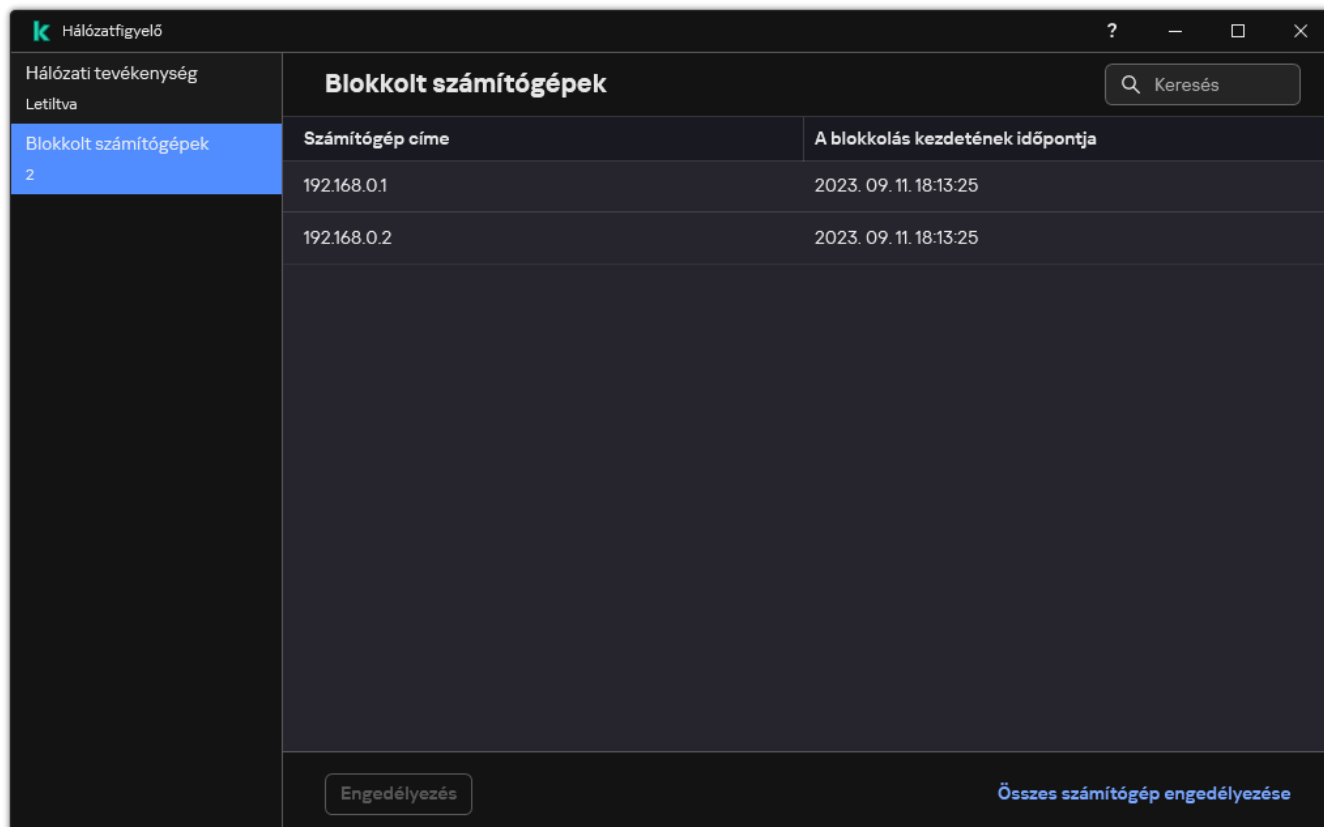 Hálózatfigyelő
?
Hálózati tevékenység
Letiltva
Blokkolt számítógépek
2
Blokkolt számítógépek
Keresés
Számítógép címe A blokkolás kezdetének időpontja
192.168.0.1 2023. 09. 11. 18:13:25
192.168.0.2 2023. 09. 11. 18:13:25
Engedélyezés
Összes számítógép engedélyezése